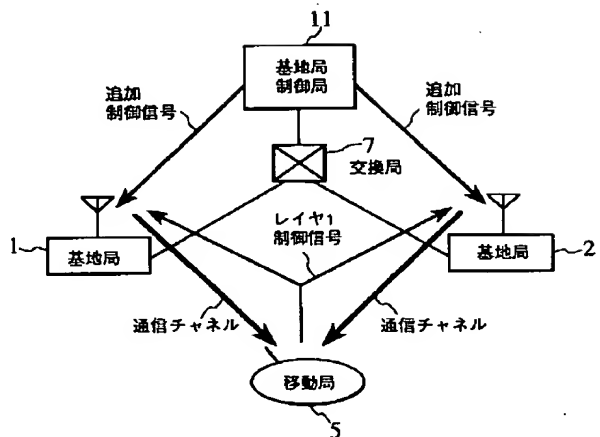 11
基地局
制御局
追加
制御信号
追加
制御信号
7
交換局
レイヤ1
制御信号
1
基地局
基地局
2
通信チャネル
通信チャネル
移動局
5